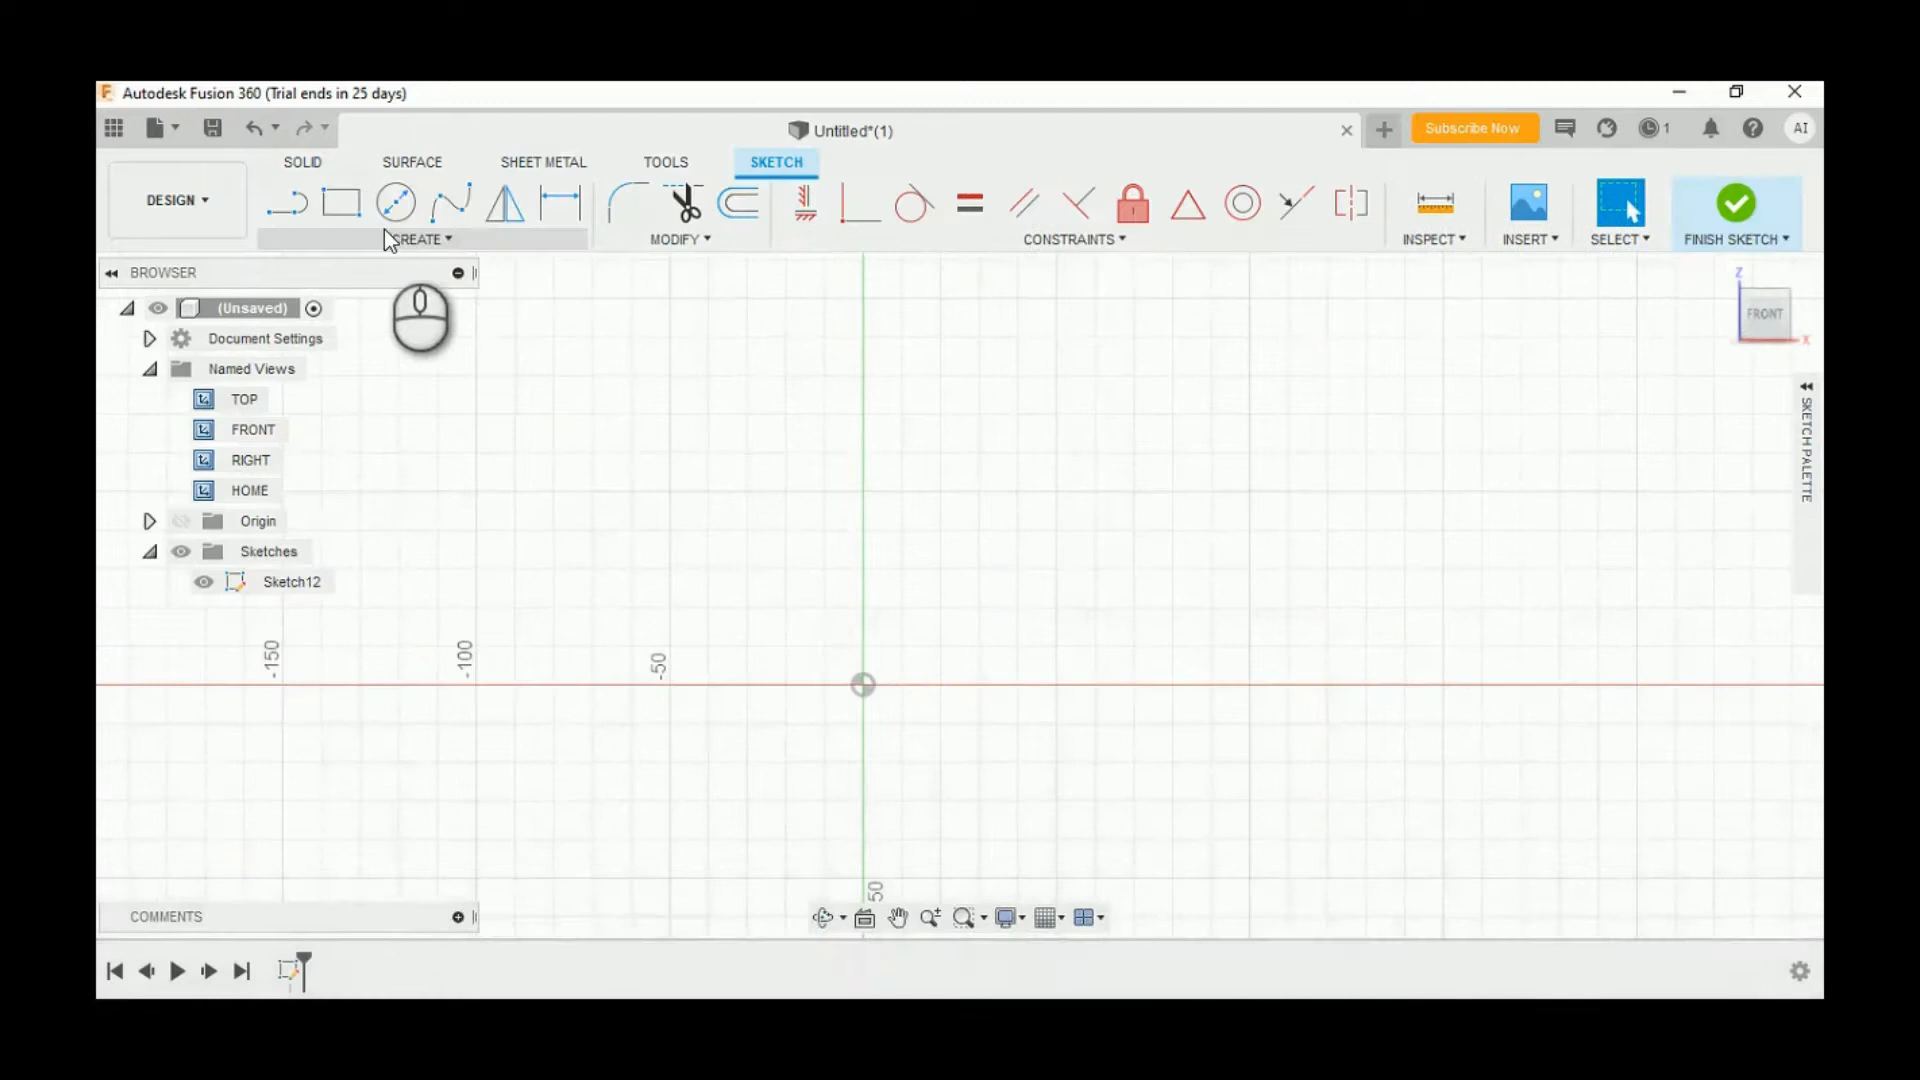 Autodesk Fusion 360 (Trial ends in 25 days)
Untitled*(1)
Subscribe Now
1
AI
DESIGN
SOLID
SURFACE
SHEET METAL
TOOLS
SKETCH
CREATE
MODIFY
CONSTRAINTS
INSPECT
INSERT
SELECT
FINISH SKETCH
BROWSER
(Unsaved)
Document Settings
Named Views
TOP
FRONT
RIGHT
HOME
Origin
Sketches
Sketch12
Z
FRONT
X
SKETCH PALETTE
-150
-100
-50
50
COMMENTS